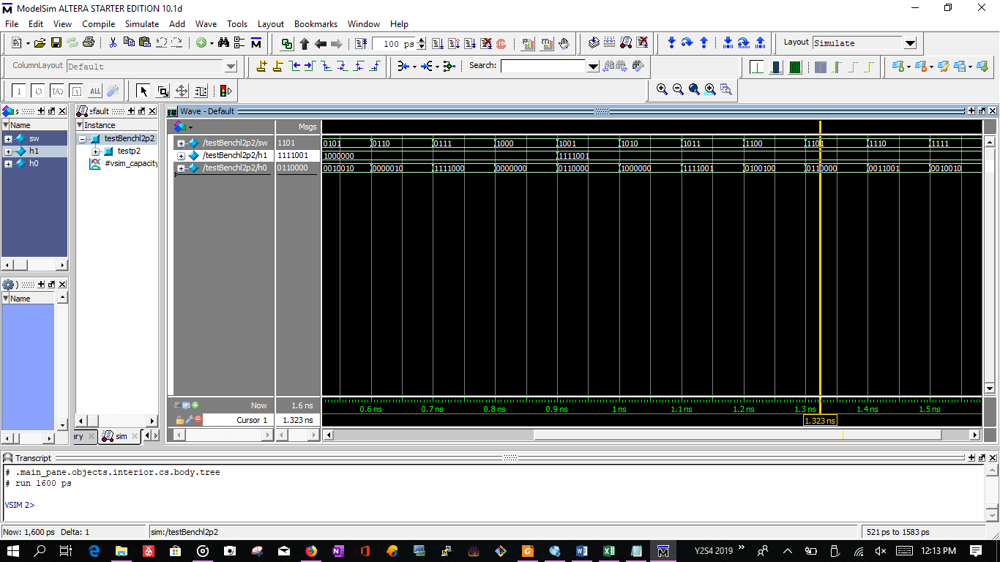 ModelSim ALTERA STARTER EDITION 10.1d
File Edit View Compile Simulate Add Wave Tools Layout Bookmarks Window Help
100 ps
Layout Simulate
ColumnLayout Default
Search:
ALL
s
efault
Wave - Default
Name
Instance
Msgs
sw
h1
h0
testBenchl2p2
testp2
#vsim_capacity
/testBenchl2p2/sw 1101 0101 0110 0111 1000 1001 1010 1011 1100 1101 1110 1111
/testBenchl2p2/h1 1111001 1000000 1111001
/testBenchl2p2/h0 0110000 0010010 0000010 1111000 0000000 0110000 1000000 1111001 0100100 0110000 0011001 0010010
Name
Now 1.6 ns 0.6 ns 0.7 ns 0.8 ns 0.9 ns 1 ns 1.1 ns 1.2 ns 1.3 ns 1.4 ns 1.5 ns
Cursor 1 1.323 ns 1.323 ns
ary sim
Transcript
# .main_pane.objects.interior.cs.body.tree
# run 1600 ps
VSIM 2>
Now: 1,600 ps Delta: 1 sim:/testBenchl2p2 521 ps to 1583 ps
Y2S4 2019 12:13 PM